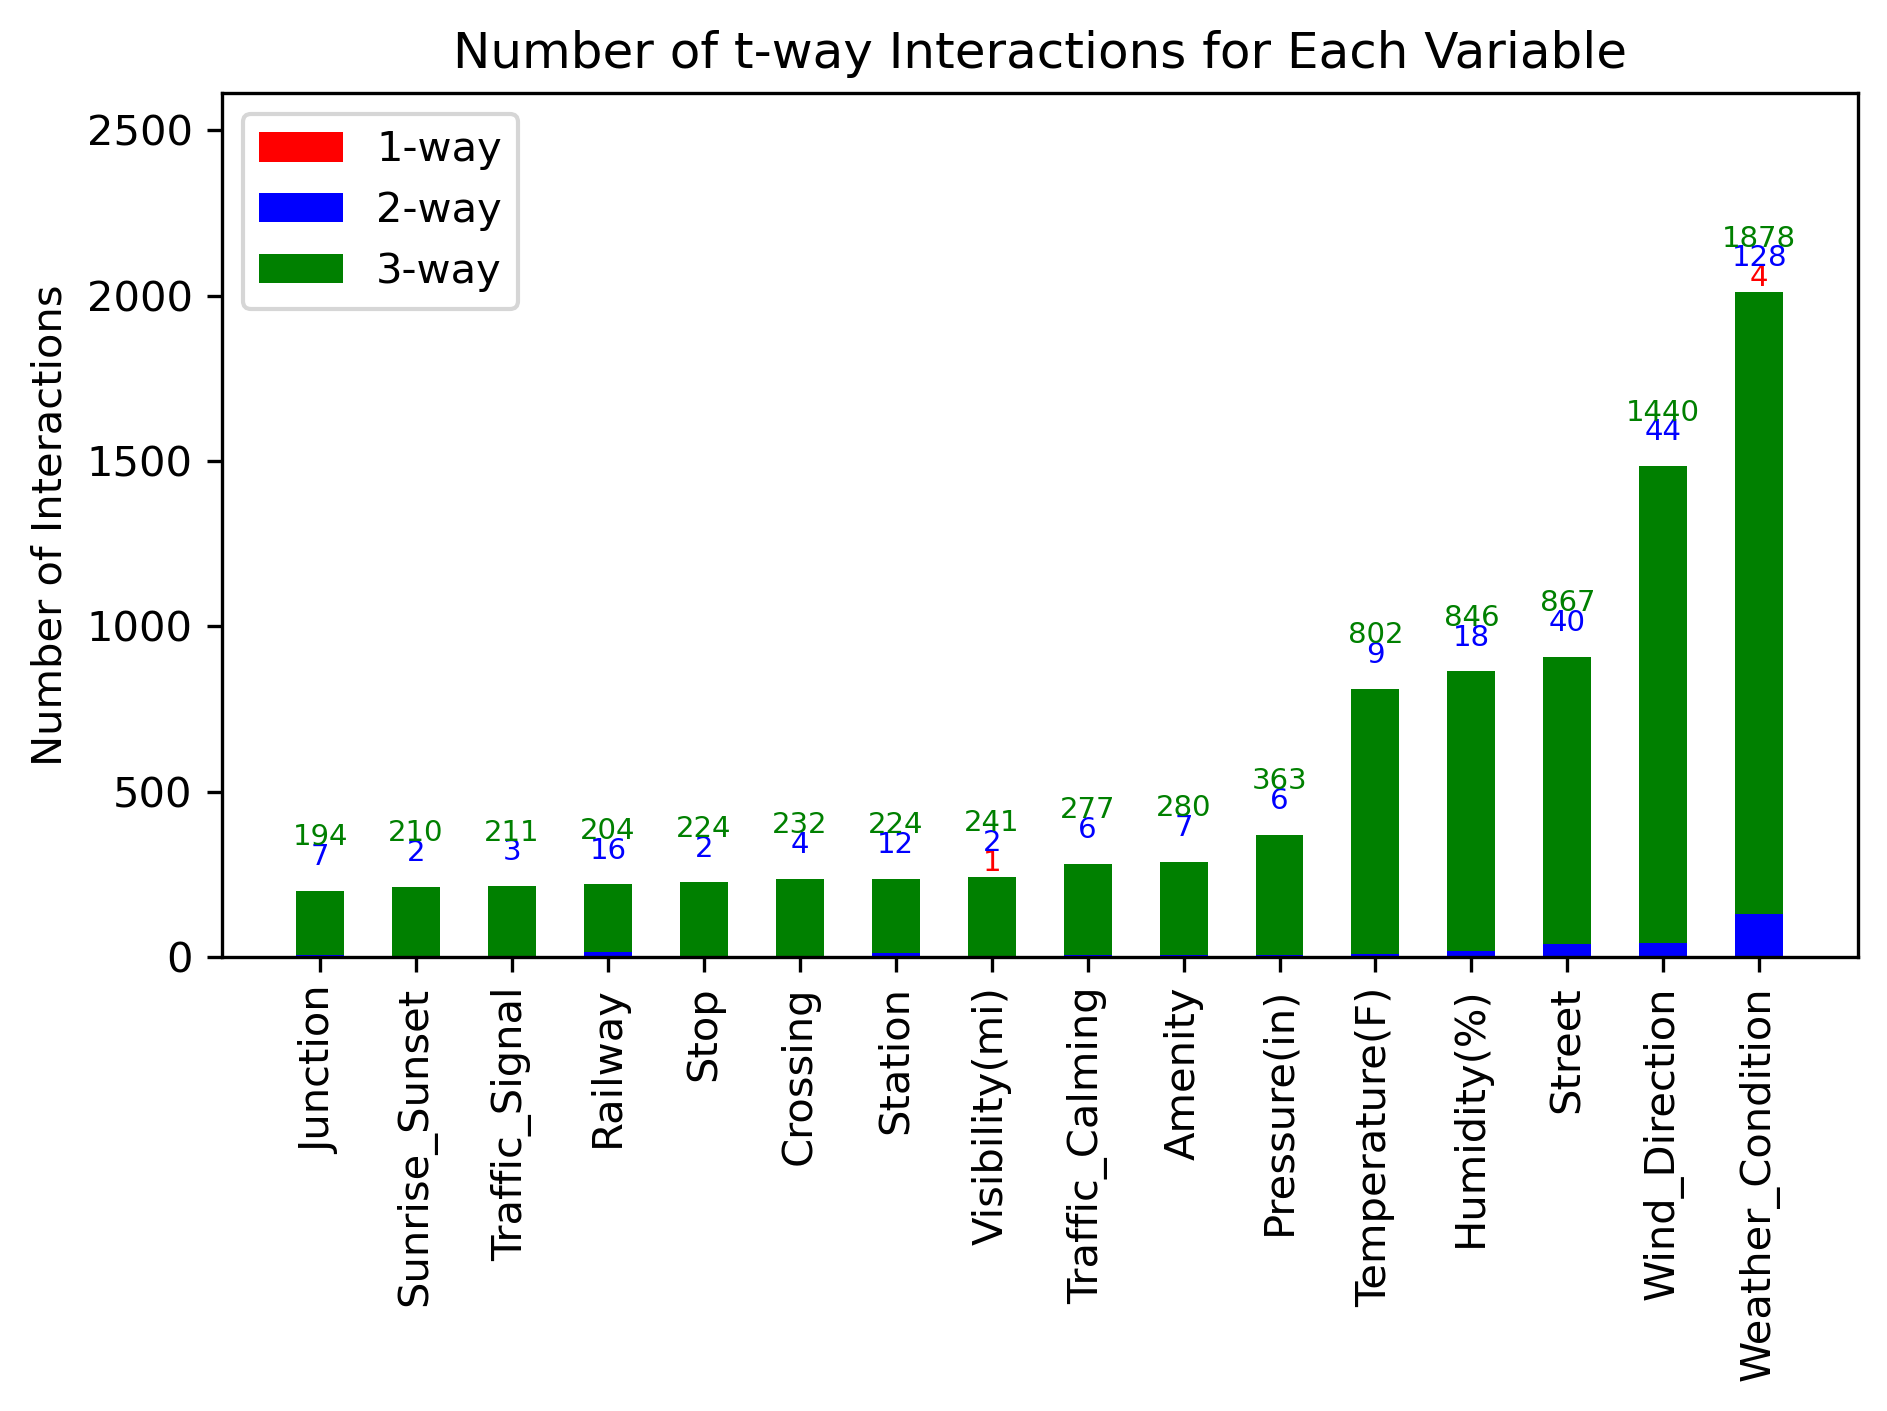 Number of t-way Interactions for Each Variable
1-way
2-way
3-way
Number of Interactions
2500
2000
1500
1000
500
0
194
7
210
2
211
3
204
16
224
2
232
4
224
12
241
2
1
277
6
280
7
363
6
802
9
846
18
867
40
1440
44
1878
128
4
Junction
Sunrise_Sunset
Traffic_Signal
Railway
Stop
Crossing
Station
Visibility(mi)
Traffic_Calming
Amenity
Pressure(in)
Temperature(F)
Humidity(%)
Street
Wind_Direction
Weather_Condition